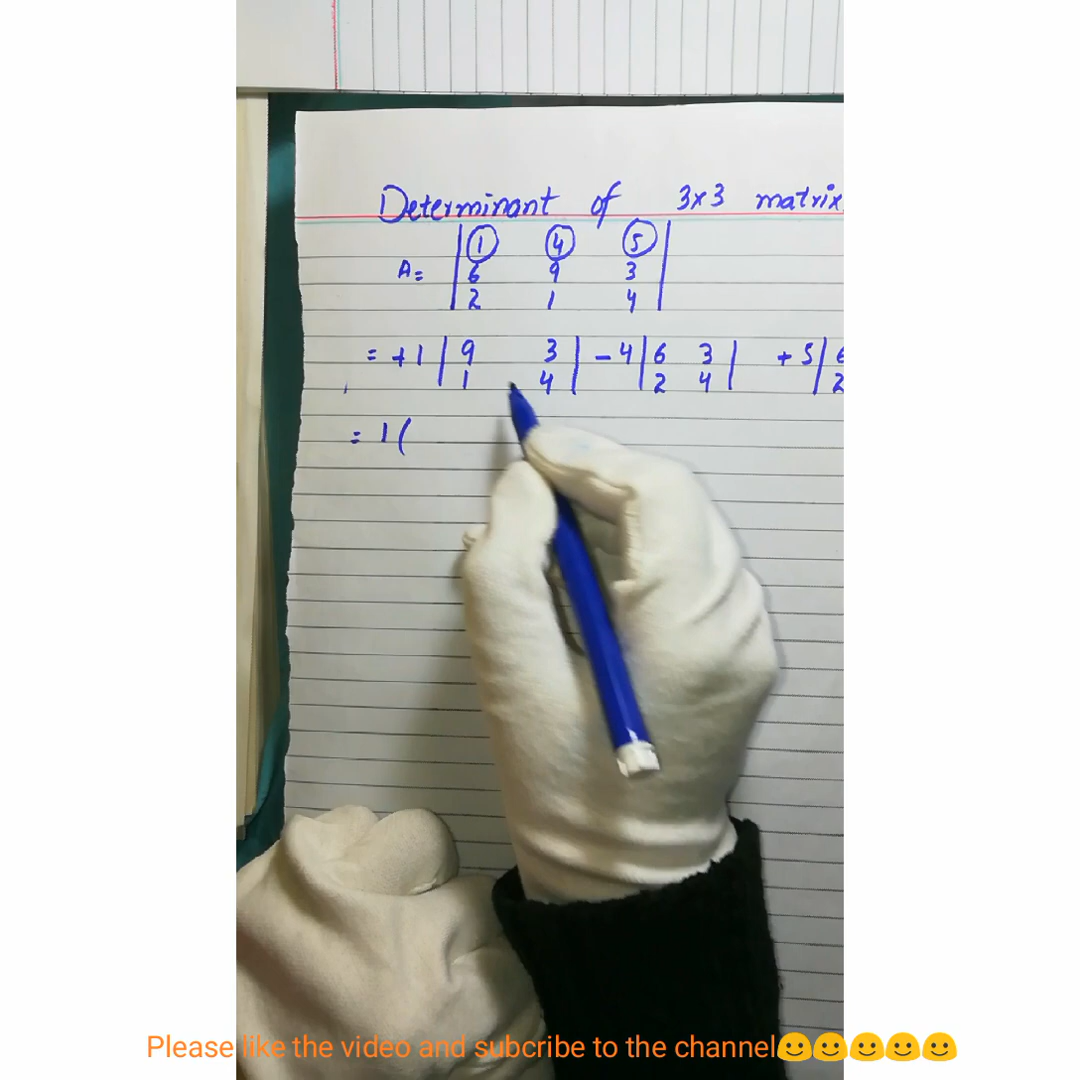 Determinant of 3x3 matrix
1 4 5
A= 6 9 3
2 1 4
= +1 | 9 3 | - 4 | 6 3 | + 5 | 6
1 4 2 4 2
= 1 (
Please like the video and subcribe to the channel😊😊😊😊😊